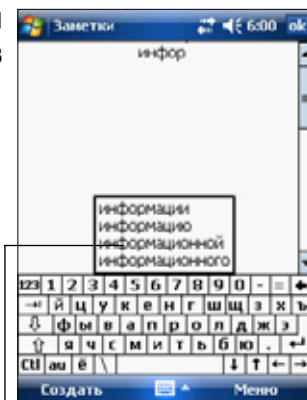 Заметки 6:00 ok
инфор
информации
информацию
информационной
информационного
123 1 2 3 4 5 6 7 8 9 0 - =
й ц у к е н г ш щ з х ъ
ф ы в а п р о л д ж э
я ч с м и т ь б ю .
Ctl au ё \
Создать Меню